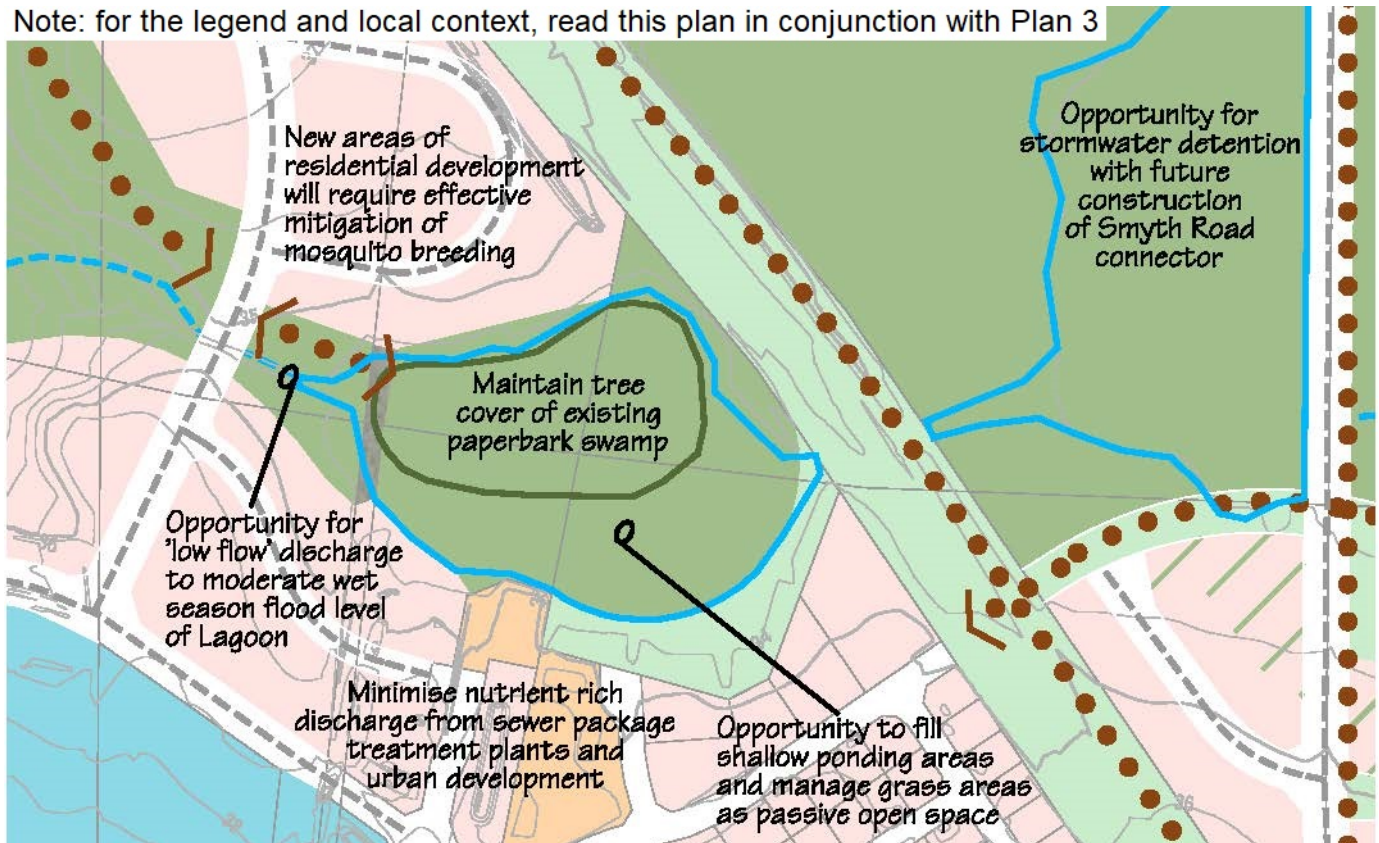 Note: for the legend and local context, read this plan in conjunction with Plan 3
New areas of
residential development
will require effective
mitigation of
mosquito breeding
Opportunity for
stormwater detention
with future
construction
of Smyth Road
connector
Maintain tree
cover of existing
paperbark swamp
Opportunity for
'low flow' discharge
to moderate wet
season flood level
of Lagoon
Minimise nutrient rich
discharge from sewer package
treatment plants and
urban development
Opportunity to fill
shallow ponding areas
and manage grass areas
as passive open space
35
34
36